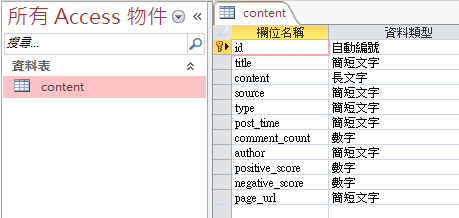 所有 Access 物件
搜尋...
資料表
content
content
欄位名稱 資料類型
id 自動編號
title 簡短文字
content 長文字
source 簡短文字
type 簡短文字
post_time 簡短文字
comment_count 數字
author 簡短文字
positive_score 數字
negative_score 數字
page_url 簡短文字